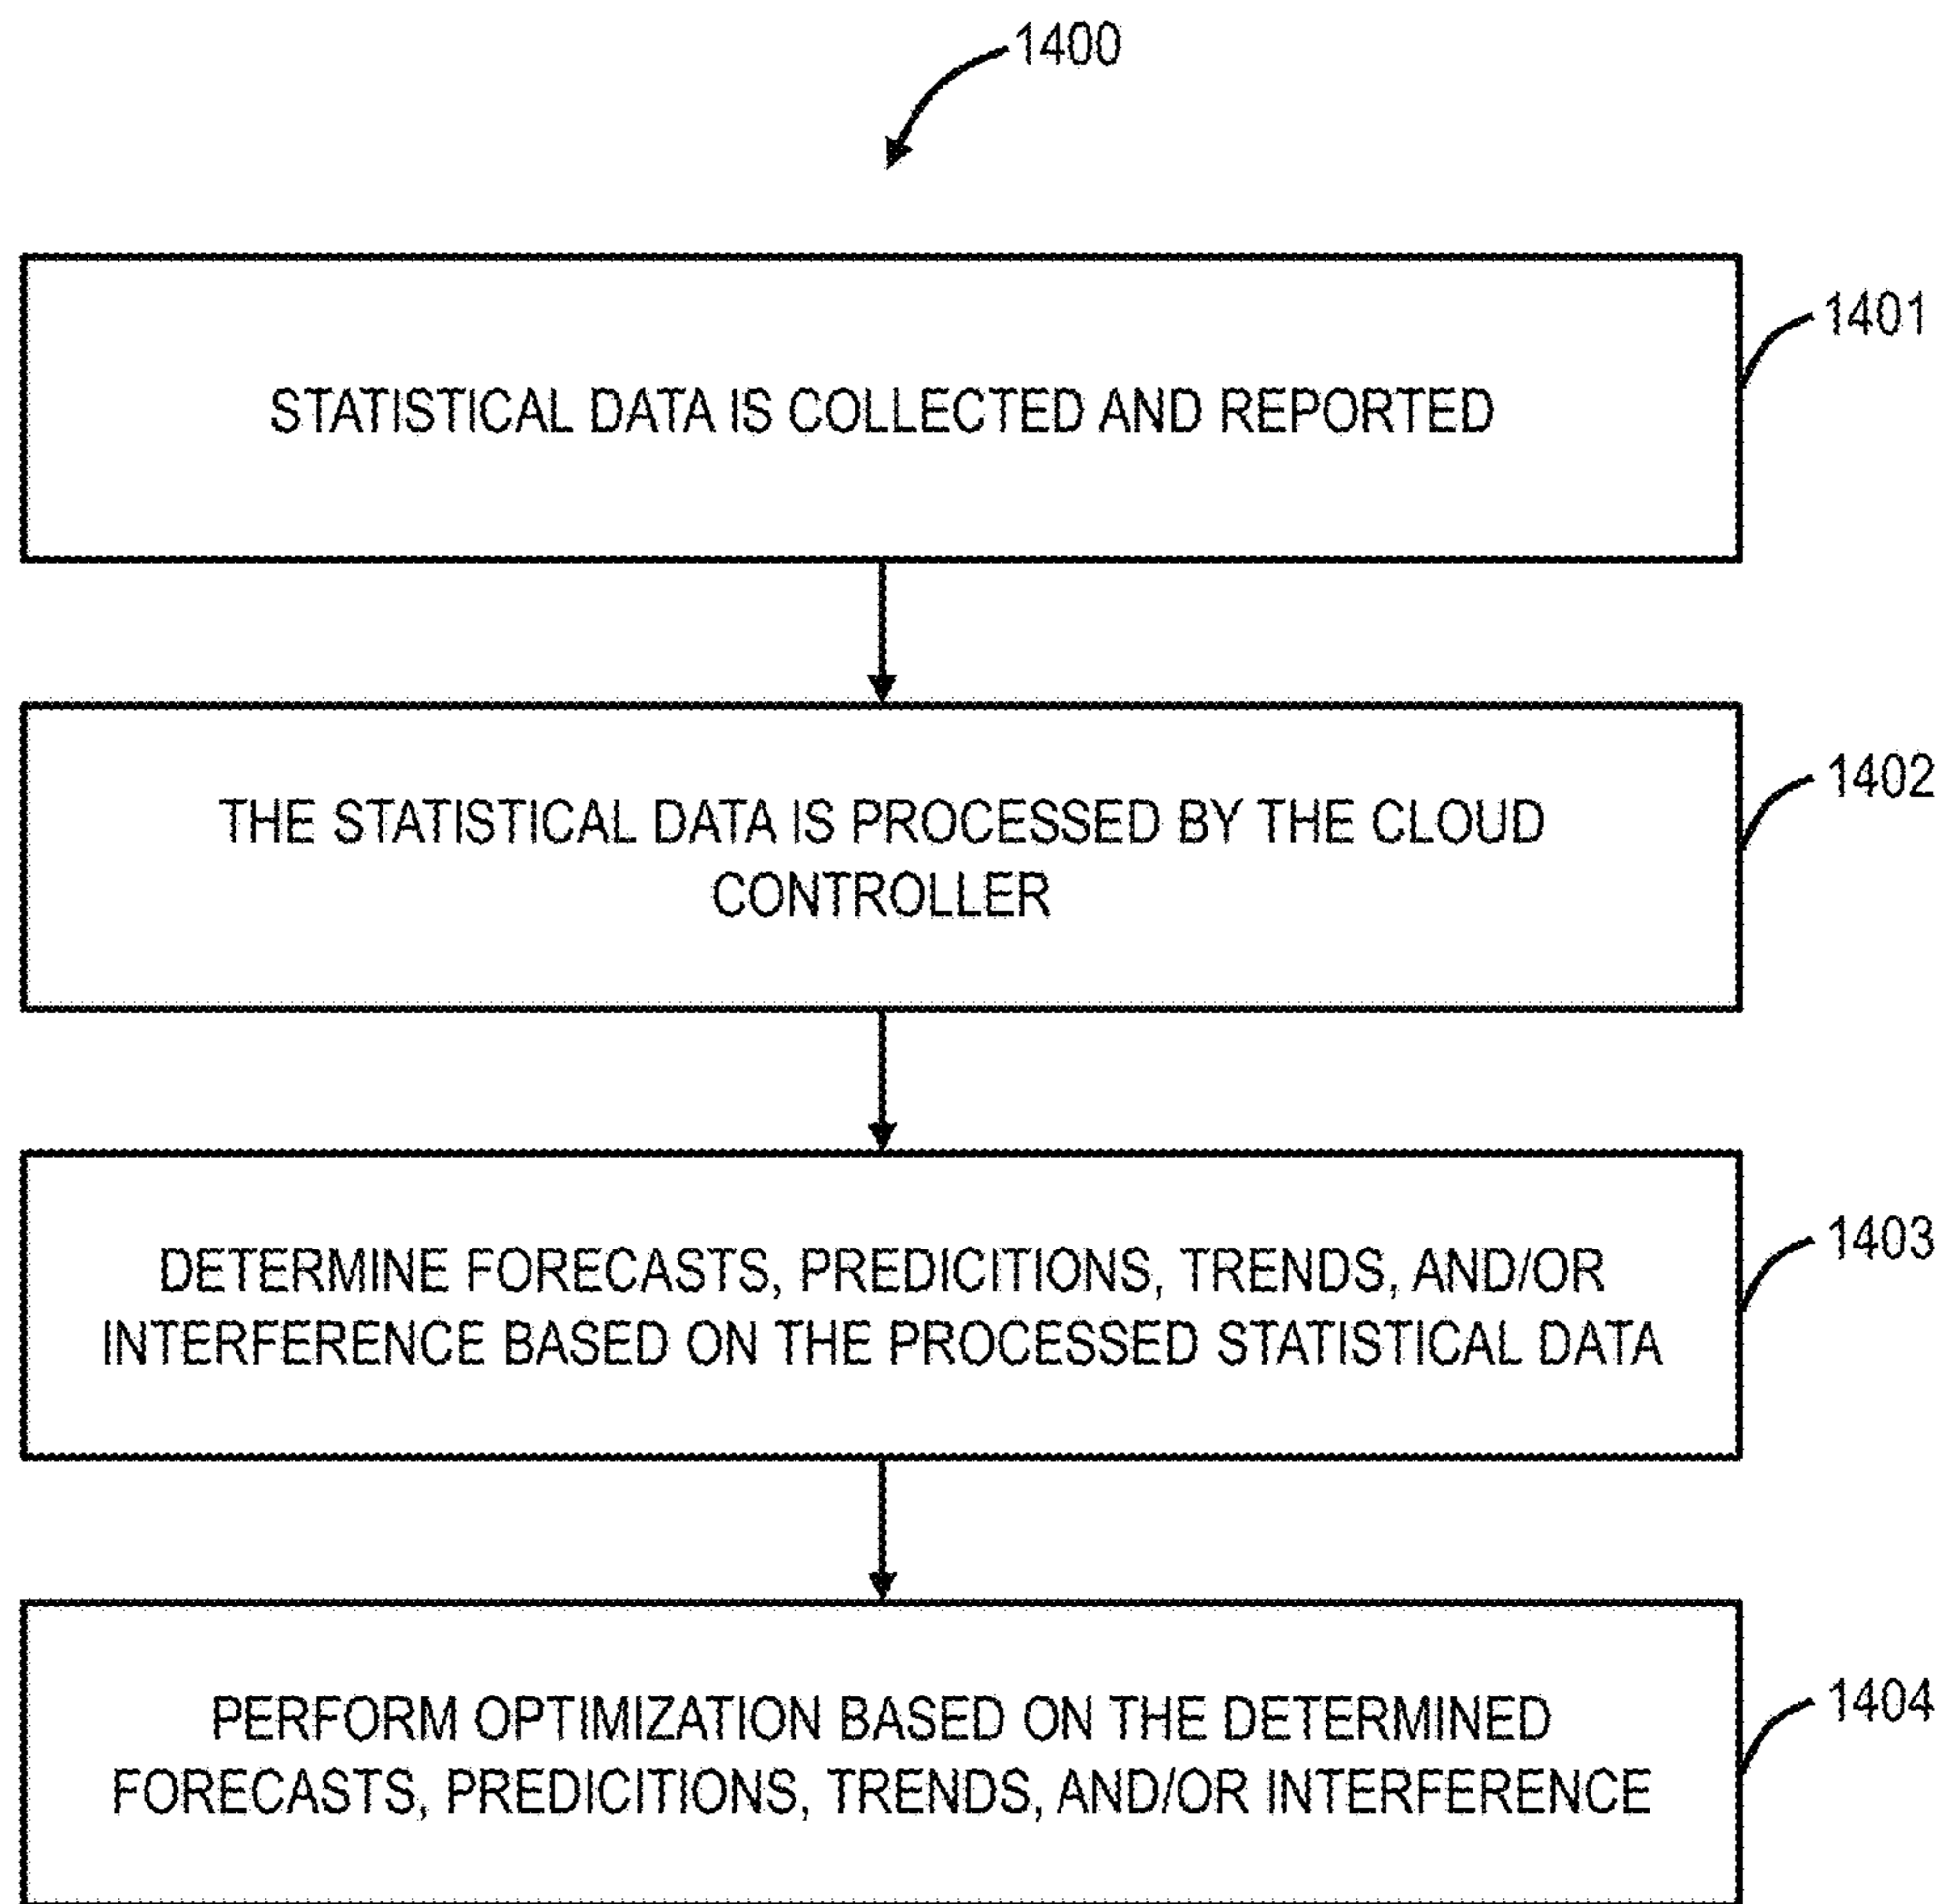 1400
STATISTICAL DATA IS COLLECTED AND REPORTED
1401
THE STATISTICAL DATA IS PROCESSED BY THE CLOUD
CONTROLLER
1402
DETERMINE FORECASTS, PREDICITIONS, TRENDS, AND/OR
INTERFERENCE BASED ON THE PROCESSED STATISTICAL DATA
1403
PERFORM OPTIMIZATION BASED ON THE DETERMINED
FORECASTS, PREDICITIONS, TRENDS, AND/OR INTERFERENCE
1404